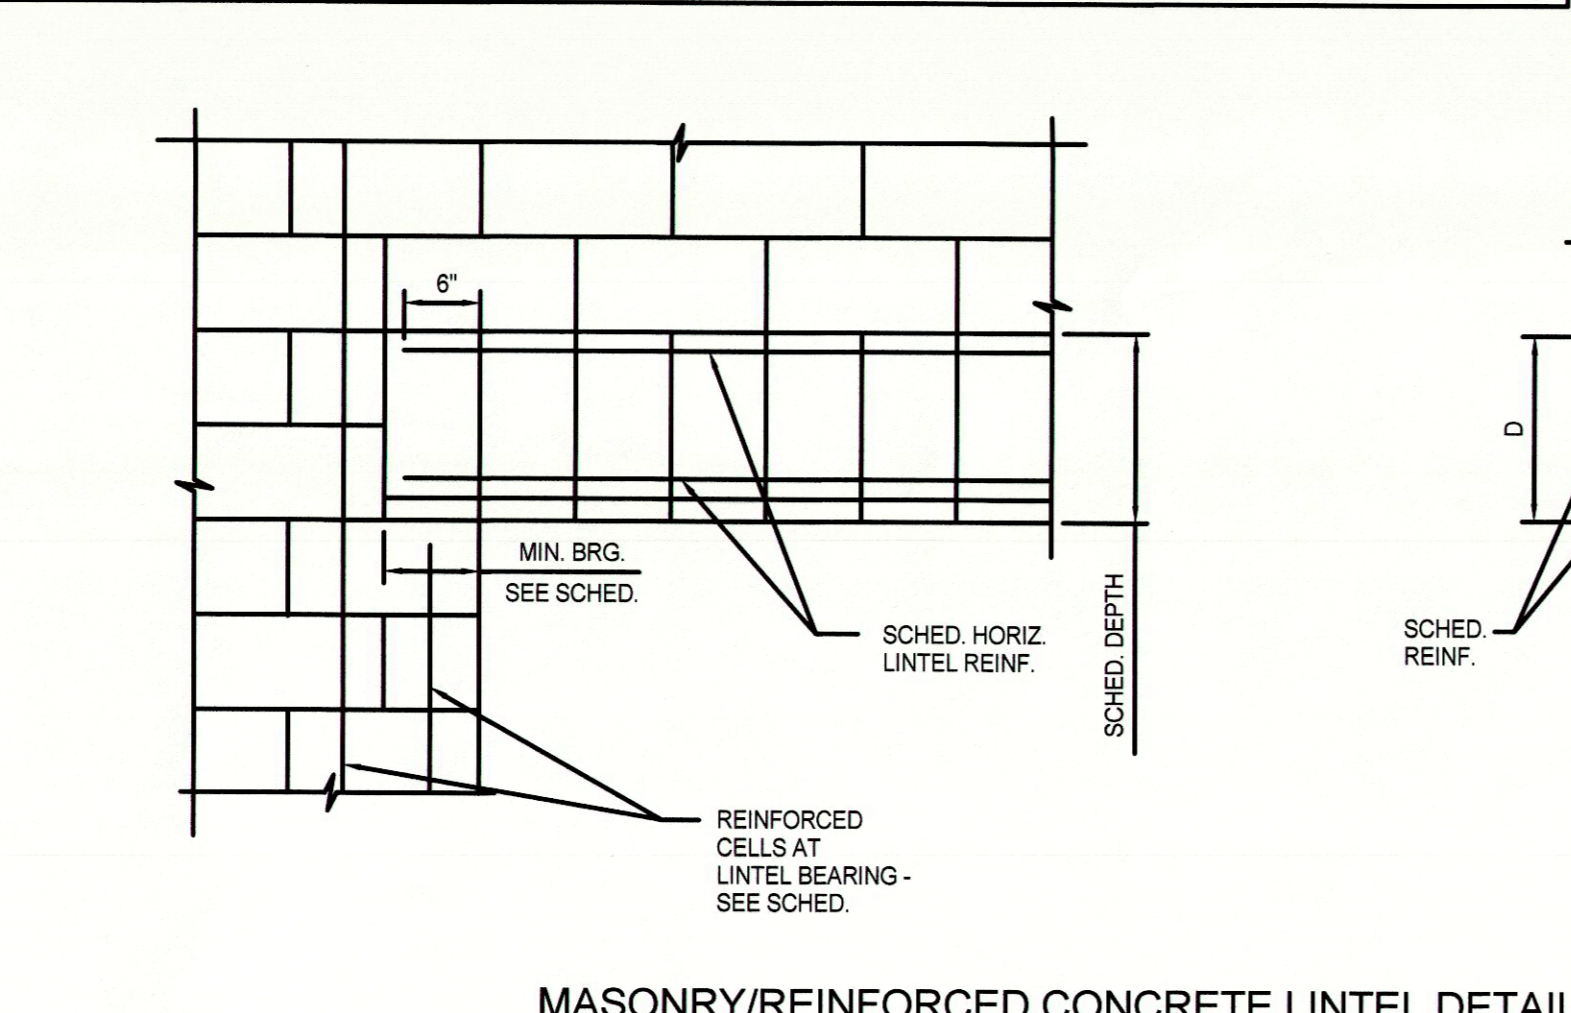 6"
MIN. BRG.
SEE SCHED.
SCHED. HORIZ.
LINTEL REINF.
SCHED. DEPTH
D
SCHED.
REINF.
REINFORCED
CELLS AT
LINTEL BEARING -
SEE SCHED.
MASONRY/REINFORCED CONCRETE LINTEL DETAIL